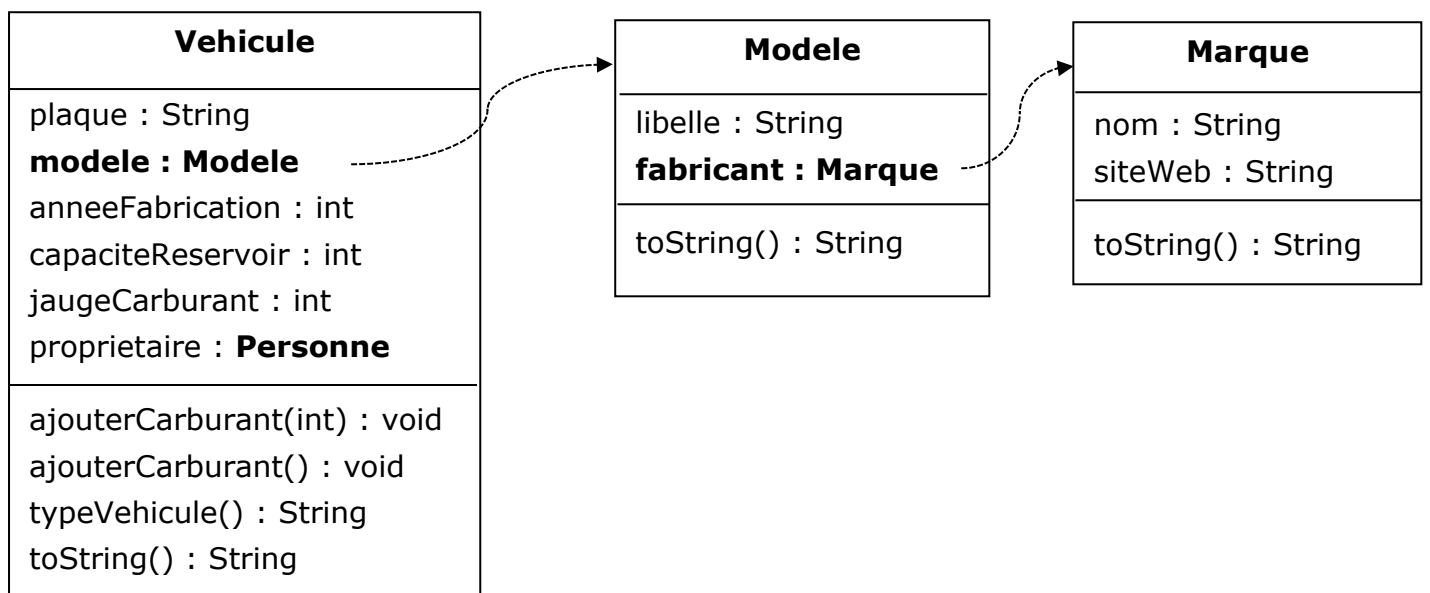 Vehicule
plaque : String
modele : Modele
anneeFabrication : int
capaciteReservoir : int
jaugeCarburant : int
proprietaire : Personne
ajouterCarburant(int) : void
ajouterCarburant() : void
typeVehicule() : String
toString() : String
Modele
libelle : String
fabricant : Marque
toString() : String
Marque
nom : String
siteWeb : String
toString() : String